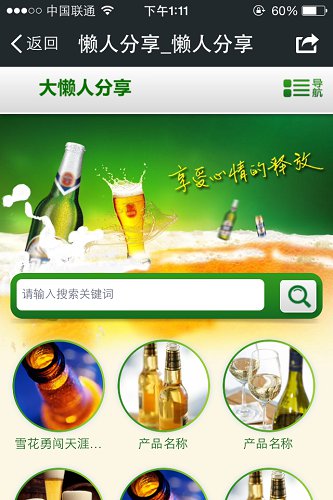 中国联通 下午1:11 60%
返回 懒人分享_懒人分享
大懒人分享 导航
享受心情的释放
请输入搜索关键词
雪花勇闯天涯... 产品名称 产品名称